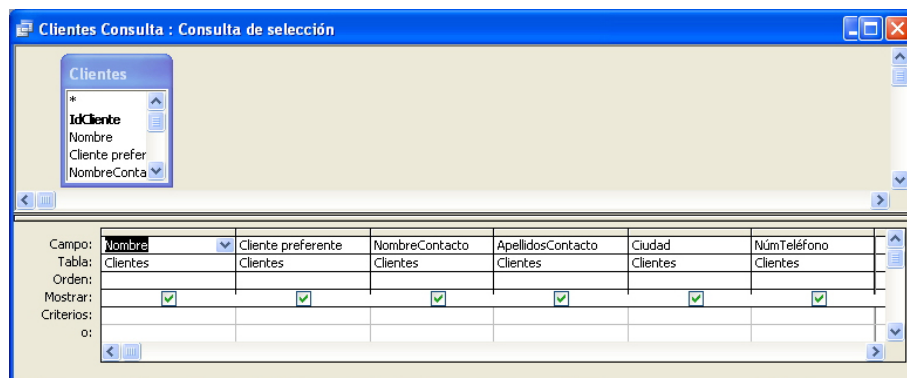 Clientes Consulta : Consulta de selección
Clientes
*
IdCliente
Nombre
Cliente prefer
NombreConta
Campo: Nombre Cliente preferente NombreContacto ApellidosContacto Ciudad NúmTeléfono
Tabla: Clientes Clientes Clientes Clientes Clientes Clientes
Orden:
Mostrar:
Criterios:
o: